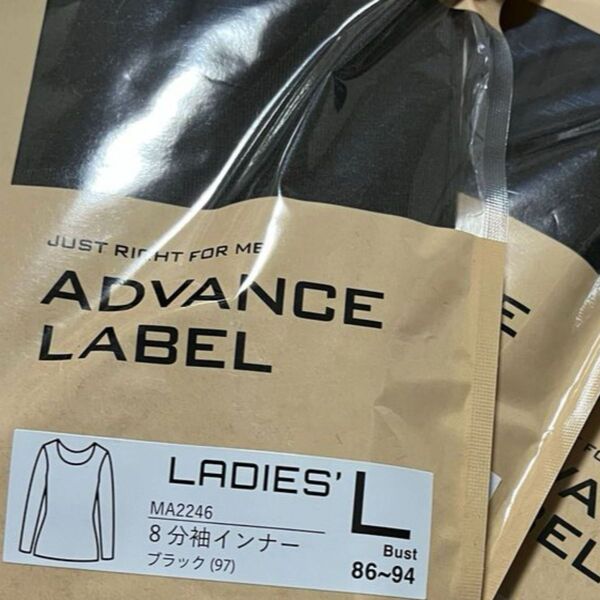 JUST RIGHT FOR ME
ADVANCE
LABEL
LADIES' L
MA2246
8分袖インナー
ブラック(97)
Bust
86~94